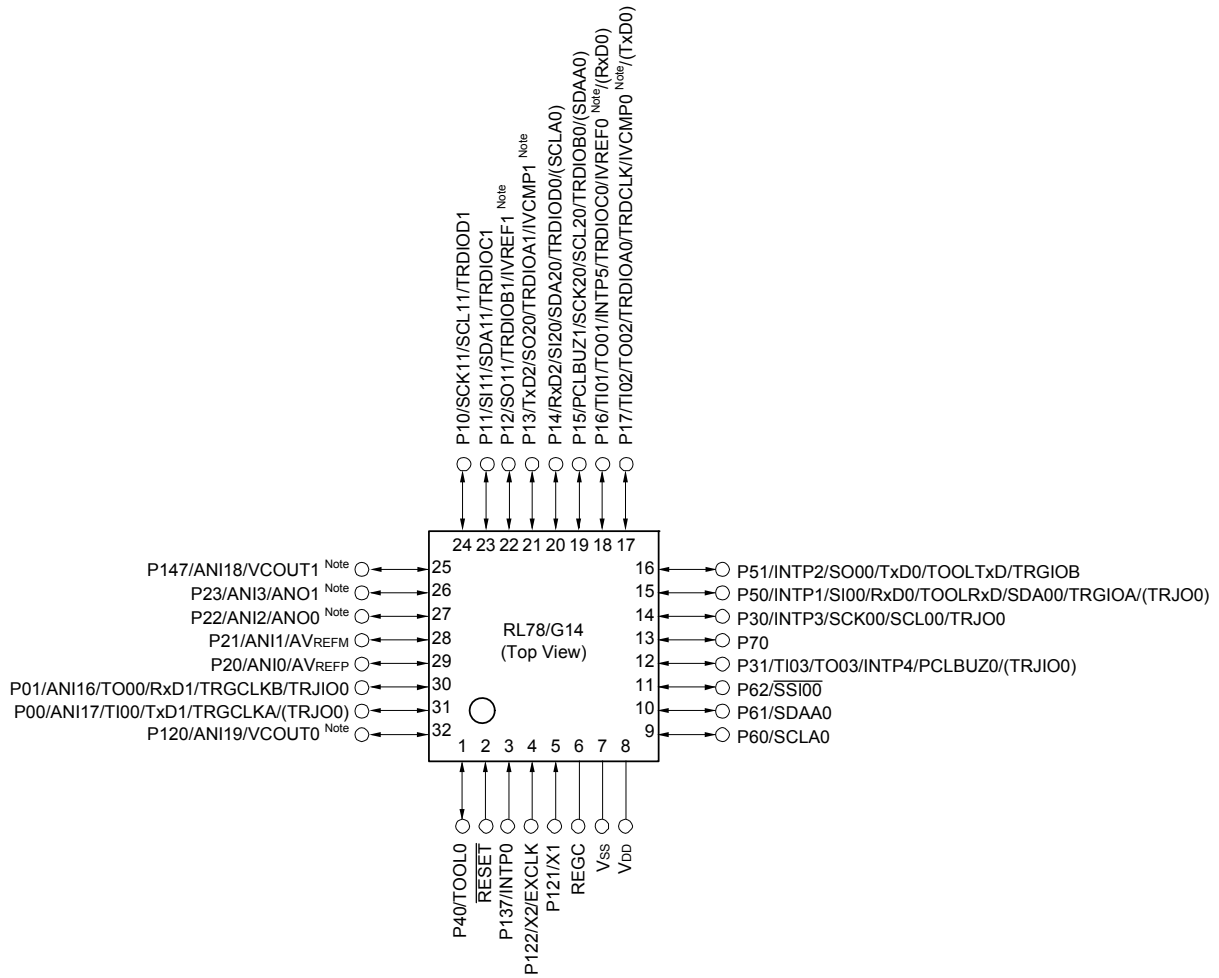 P10/SCK11/SCL11/TRDIOD1
P11/SI11/SDA11/TRDIOC1
P12/SO11/TRDIOB1/IVREF1 Note
P13/TxD2/SO20/TRDIOA1/IVCMP1 Note
P14/RxD2/SI20/SDA20/TRDIOD0/(SCLA0)
P15/PCLBUZ1/SCK20/SCL20/TRDIOB0/(SDAA0)
P16/TI01/TO01/INTP5/TRDIOC0/IVREF0 Note/(RxD0)
P17/TI02/TO02/TRDIOA0/TRDCLK/IVCMP0 Note/(TxD0)
24 23 22 21 20 19 18 17
P147/ANI18/VCOUT1 Note 25
P23/ANI3/ANO1 Note 26
P22/ANI2/ANO0 Note 27
P21/ANI1/AVREFM 28
P20/ANI0/AVREFP 29
P01/ANI16/TO00/RxD1/TRGCLKB/TRJIO0 30
P00/ANI17/TI00/TxD1/TRGCLKA/(TRJO0) 31
P120/ANI19/VCOUT0 Note 32
RL78/G14
(Top View)
16 P51/INTP2/SO00/TxD0/TOOLTxD/TRGIOB
15 P50/INTP1/SI00/RxD0/TOOLRxD/SDA00/TRGIOA/(TRJO0)
14 P30/INTP3/SCK00/SCL00/TRJO0
13 P70
12 P31/TI03/TO03/INTP4/PCLBUZ0/(TRJIO0)
11 P62/SSI00
10 P61/SDAA0
9 P60/SCLA0
1 2 3 4 5 6 7 8
P40/TOOL0
RESET
P137/INTP0
P122/X2/EXCLK
P121/X1
REGC
VSS
VDD